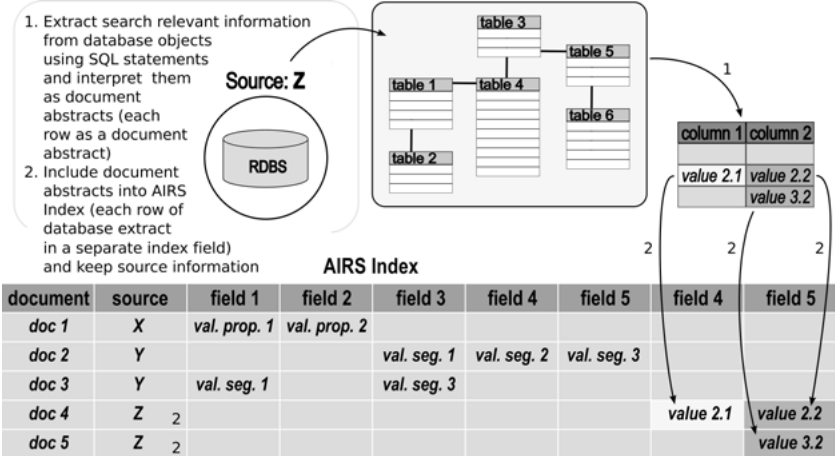 1. Extract search relevant information
from database objects
using SQL statements
and interpret them
as document
abstracts (each
row as a document
abstract)
2. Include document
abstracts into AIRS
Index (each row of
database extract
in a separate index field)
and keep source information
Source: Z
RDBS
table 3
table 5
table 1
table 4
table 6
table 2
1
column 1 column 2
value 2.1 value 2.2
value 3.2
2 2 2
AIRS Index
document source field 1 field 2 field 3 field 4 field 5 field 4 field 5
doc 1 X val. prop. 1 val. prop. 2
doc 2 Y val. seg. 1 val. seg. 2 val. seg. 3
doc 3 Y val. seg. 1 val. seg. 3
doc 4 Z 2 value 2.1 value 2.2
doc 5 Z 2 value 3.2